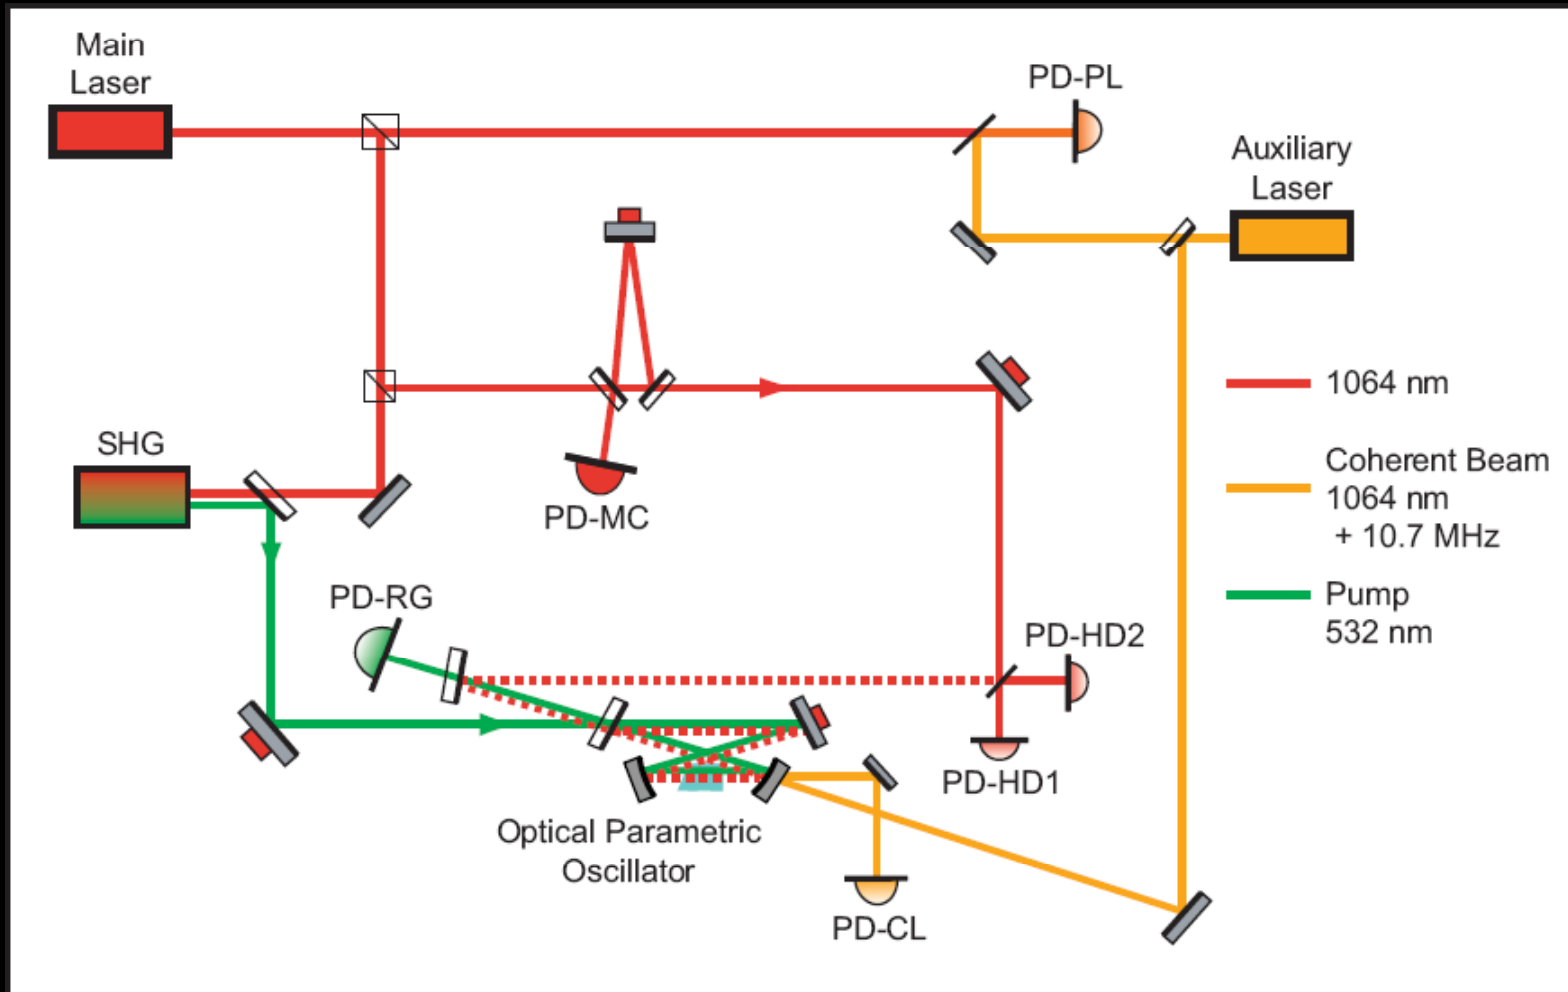 Main
Laser
PD-PL
Auxiliary
Laser
1064 nm
SHG
Coherent Beam
1064 nm
+ 10.7 MHz
PD-MC
PD-RG
Pump
532 nm
PD-HD2
PD-HD1
Optical Parametric
Oscillator
PD-CL